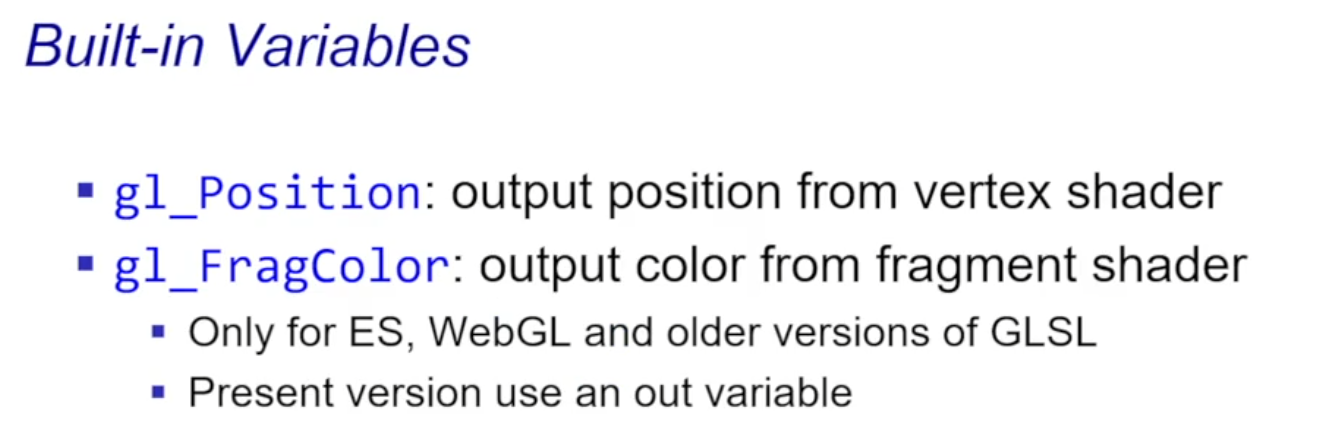 Built-in Variables
gl_Position: output position from vertex shader
gl_FragColor: output color from fragment shader
Only for ES, WebGL and older versions of GLSL
Present version use an out variable